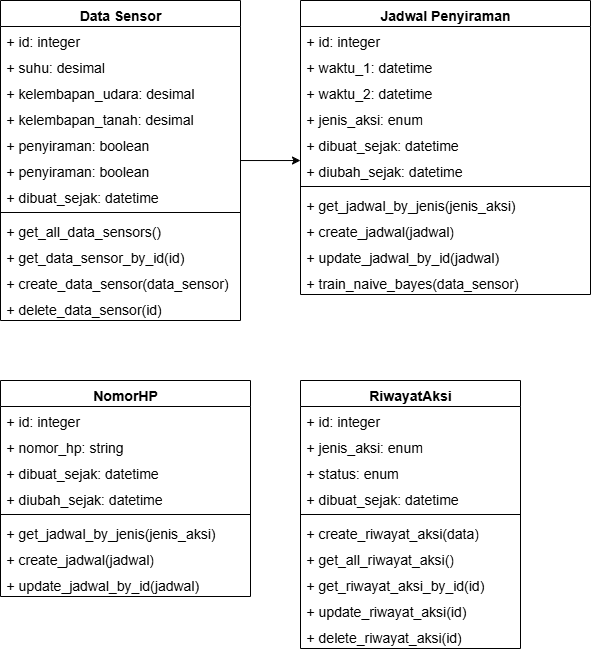 Data Sensor
+ id: integer
+ suhu: desimal
+ kelembapan_udara: desimal
+ kelembapan_tanah: desimal
+ penyiraman: boolean
+ penyiraman: boolean
+ dibuat_sejak: datetime
+ get_all_data_sensors()
+ get_data_sensor_by_id(id)
+ create_data_sensor(data_sensor)
+ delete_data_sensor(id)
Jadwal Penyiraman
+ id: integer
+ waktu_1: datetime
+ waktu_2: datetime
+ jenis_aksi: enum
+ dibuat_sejak: datetime
+ diubah_sejak: datetime
+ get_jadwal_by_jenis(jenis_aksi)
+ create_jadwal(jadwal)
+ update_jadwal_by_id(jadwal)
+ train_naive_bayes(data_sensor)
NomorHP
+ id: integer
+ nomor_hp: string
+ dibuat_sejak: datetime
+ diubah_sejak: datetime
+ get_jadwal_by_jenis(jenis_aksi)
+ create_jadwal(jadwal)
+ update_jadwal_by_id(jadwal)
RiwayatAksi
+ id: integer
+ jenis_aksi: enum
+ status: enum
+ dibuat_sejak: datetime
+ create_riwayat_aksi(data)
+ get_all_riwayat_aksi()
+ get_riwayat_aksi_by_id(id)
+ update_riwayat_aksi(id)
+ delete_riwayat_aksi(id)